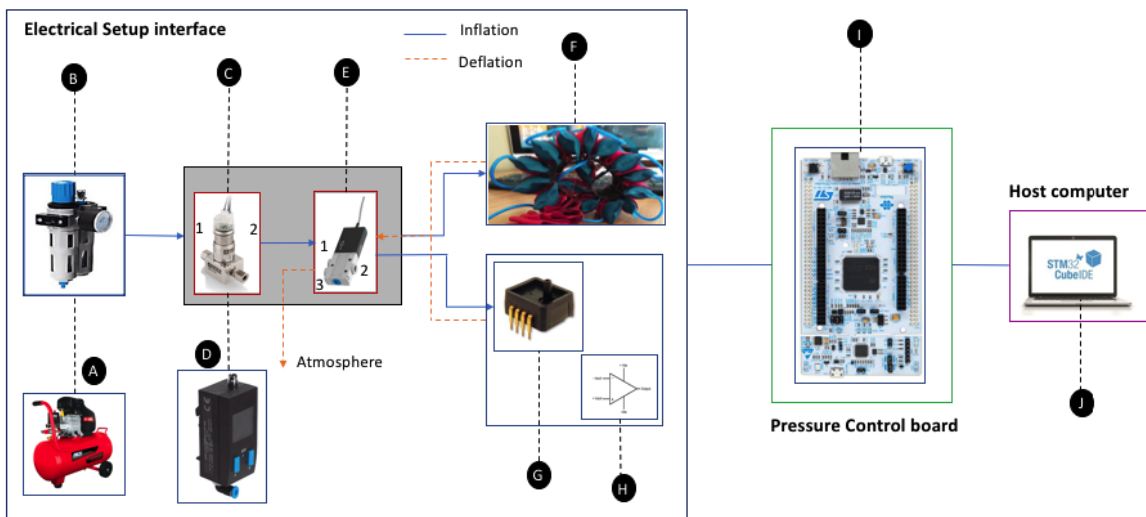 Electrical Setup interface
Inflation
Deflation
I
B
C
E
F
Host computer
1
2
1
2
3
STM32
CubeIDE
D
Atmosphere
A
J
Pressure Control board
G
H